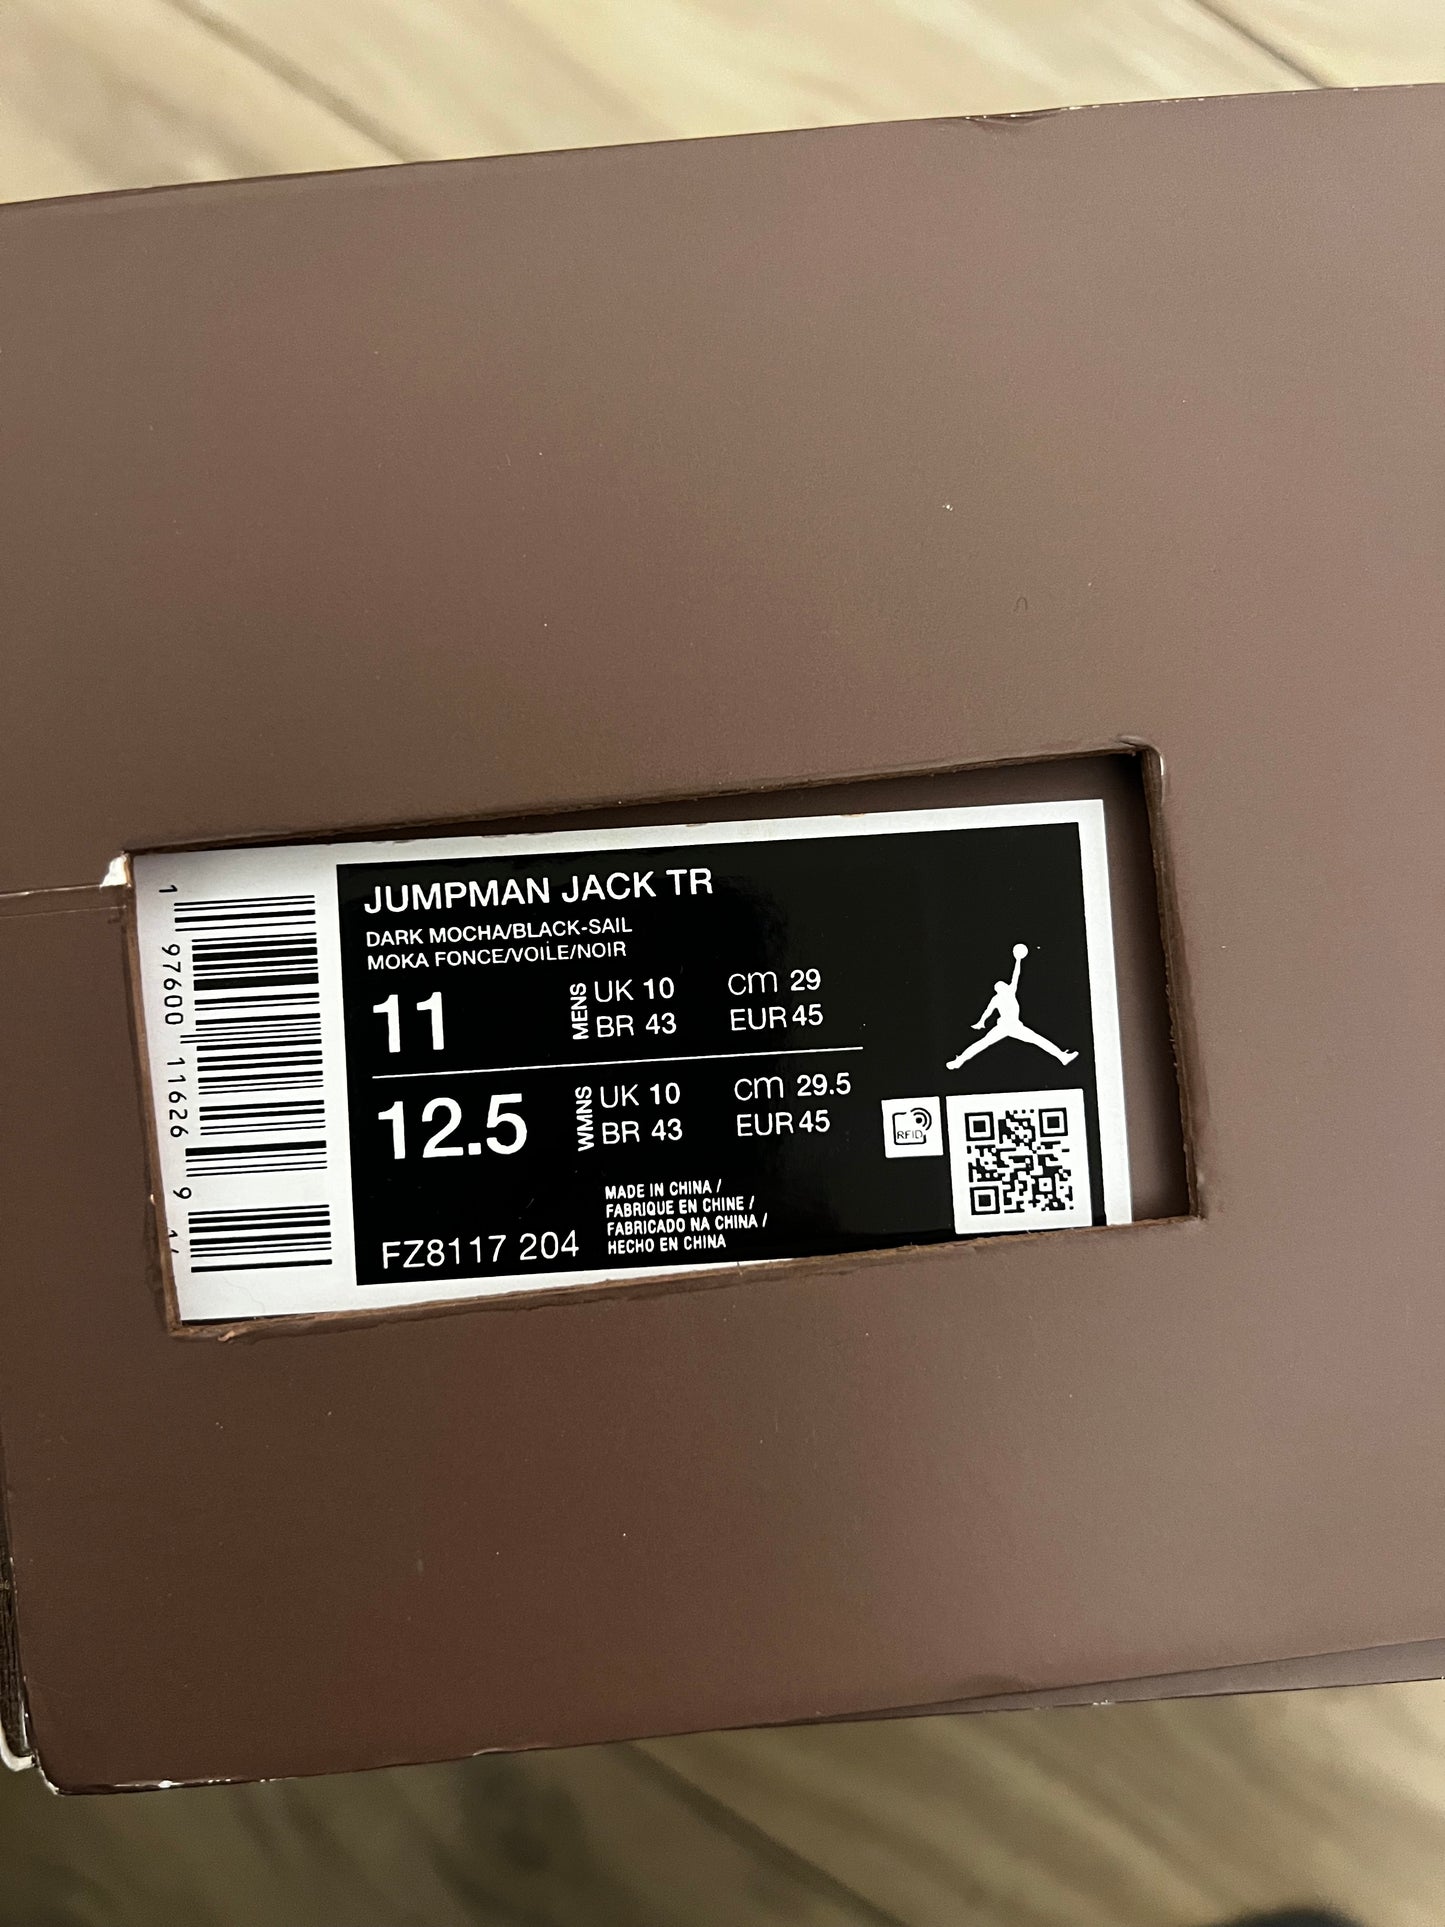 JUMPMAN JACK TR
DARK MOCHA/BLACK-SAIL
MOKA FONCE/VOILE/NOIR
11 MENS UK 10 CM 29
BR 43 EUR 45
12.5 WMNS UK 10 CM 29.5
BR 43 EUR 45
RFID
FZ8117 204
MADE IN CHINA /
FABRIQUE EN CHINE /
FABRICADO NA CHINA /
HECHO EN CHINA
1 97600 11626 9